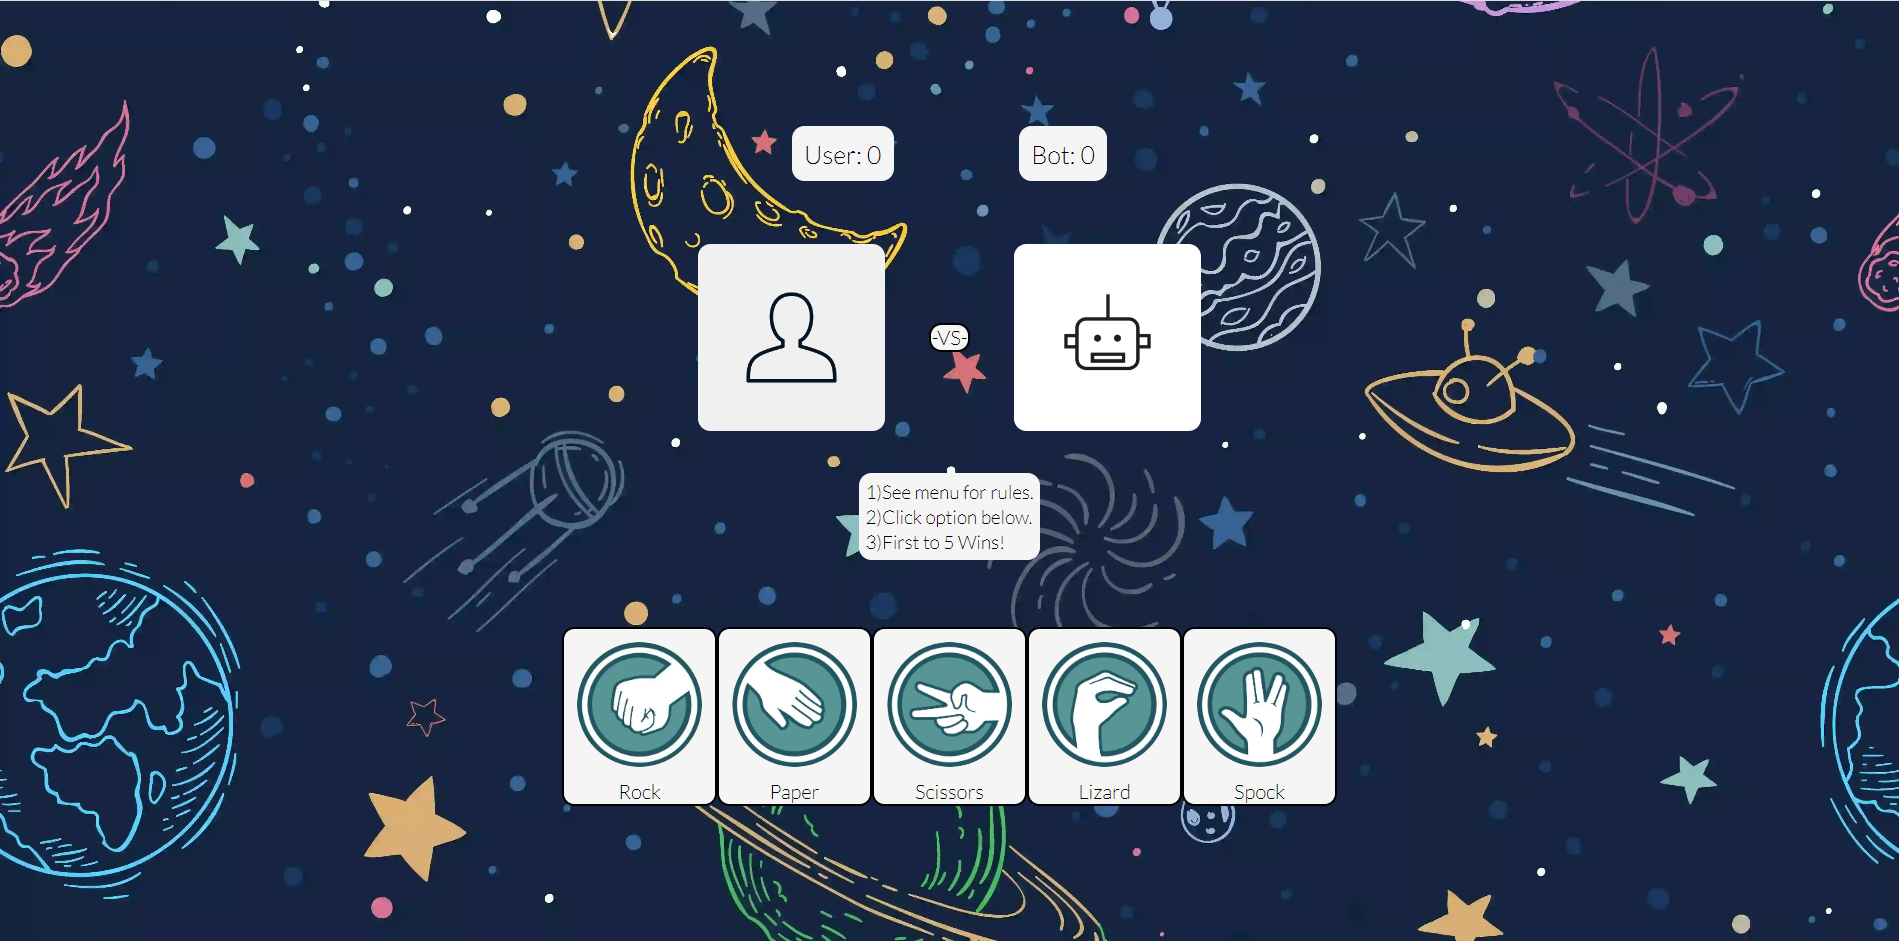 User: 0
Bot: 0
-VS-
1)See menu for rules.
2)Click option below.
3)First to 5 Wins!
Rock
Paper
Scissors
Lizard
Spock